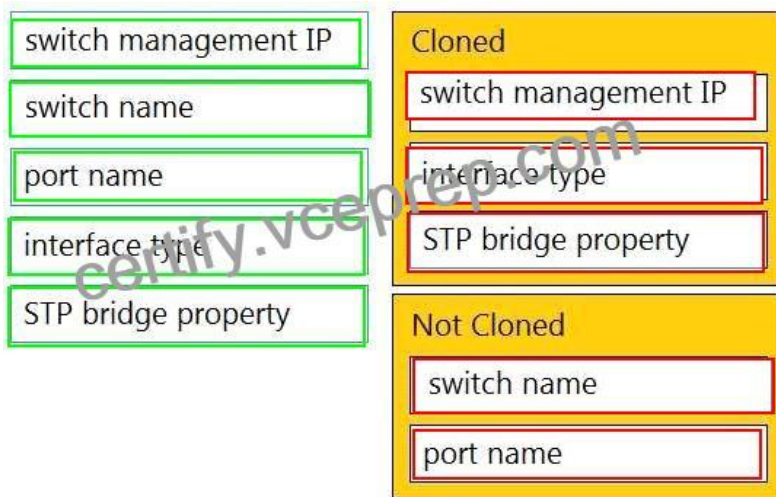 switch management IP
switch name
port name
interface type
STP bridge property
Cloned
switch management IP
interface type
STP bridge property
Not Cloned
switch name
port name
certify.vceprep.com